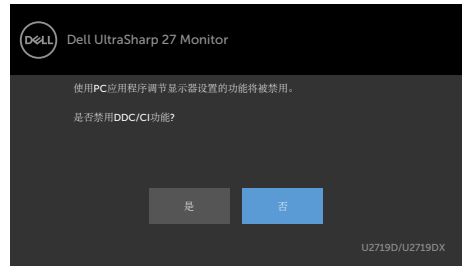 DELL
Dell UltraSharp 27 Monitor
使用PC应用程序调节显示器设置的功能将被禁用。
是否禁用DDC/CI功能?
是
否
U2719D/U2719DX